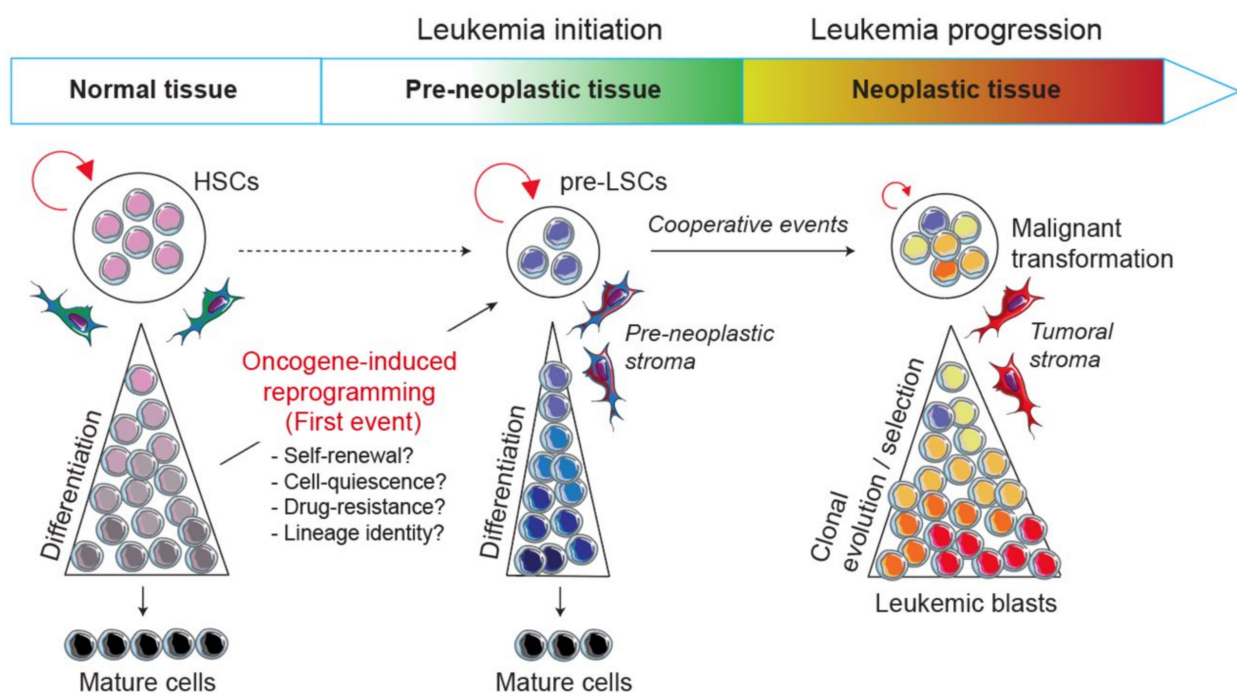 Leukemia initiation
Leukemia progression
Normal tissue
Pre-neoplastic tissue
Neoplastic tissue
HSCs
pre-LSCs
Cooperative events
Malignant
transformation
Pre-neoplastic
stroma
Tumoral
stroma
Oncogene-induced
reprogramming
(First event)
- Self-renewal?
- Cell-quiescence?
- Drug-resistance?
- Lineage identity?
Differentiation
Differentiation
Clonal
evolution / selection
Leukemic blasts
Mature cells
Mature cells